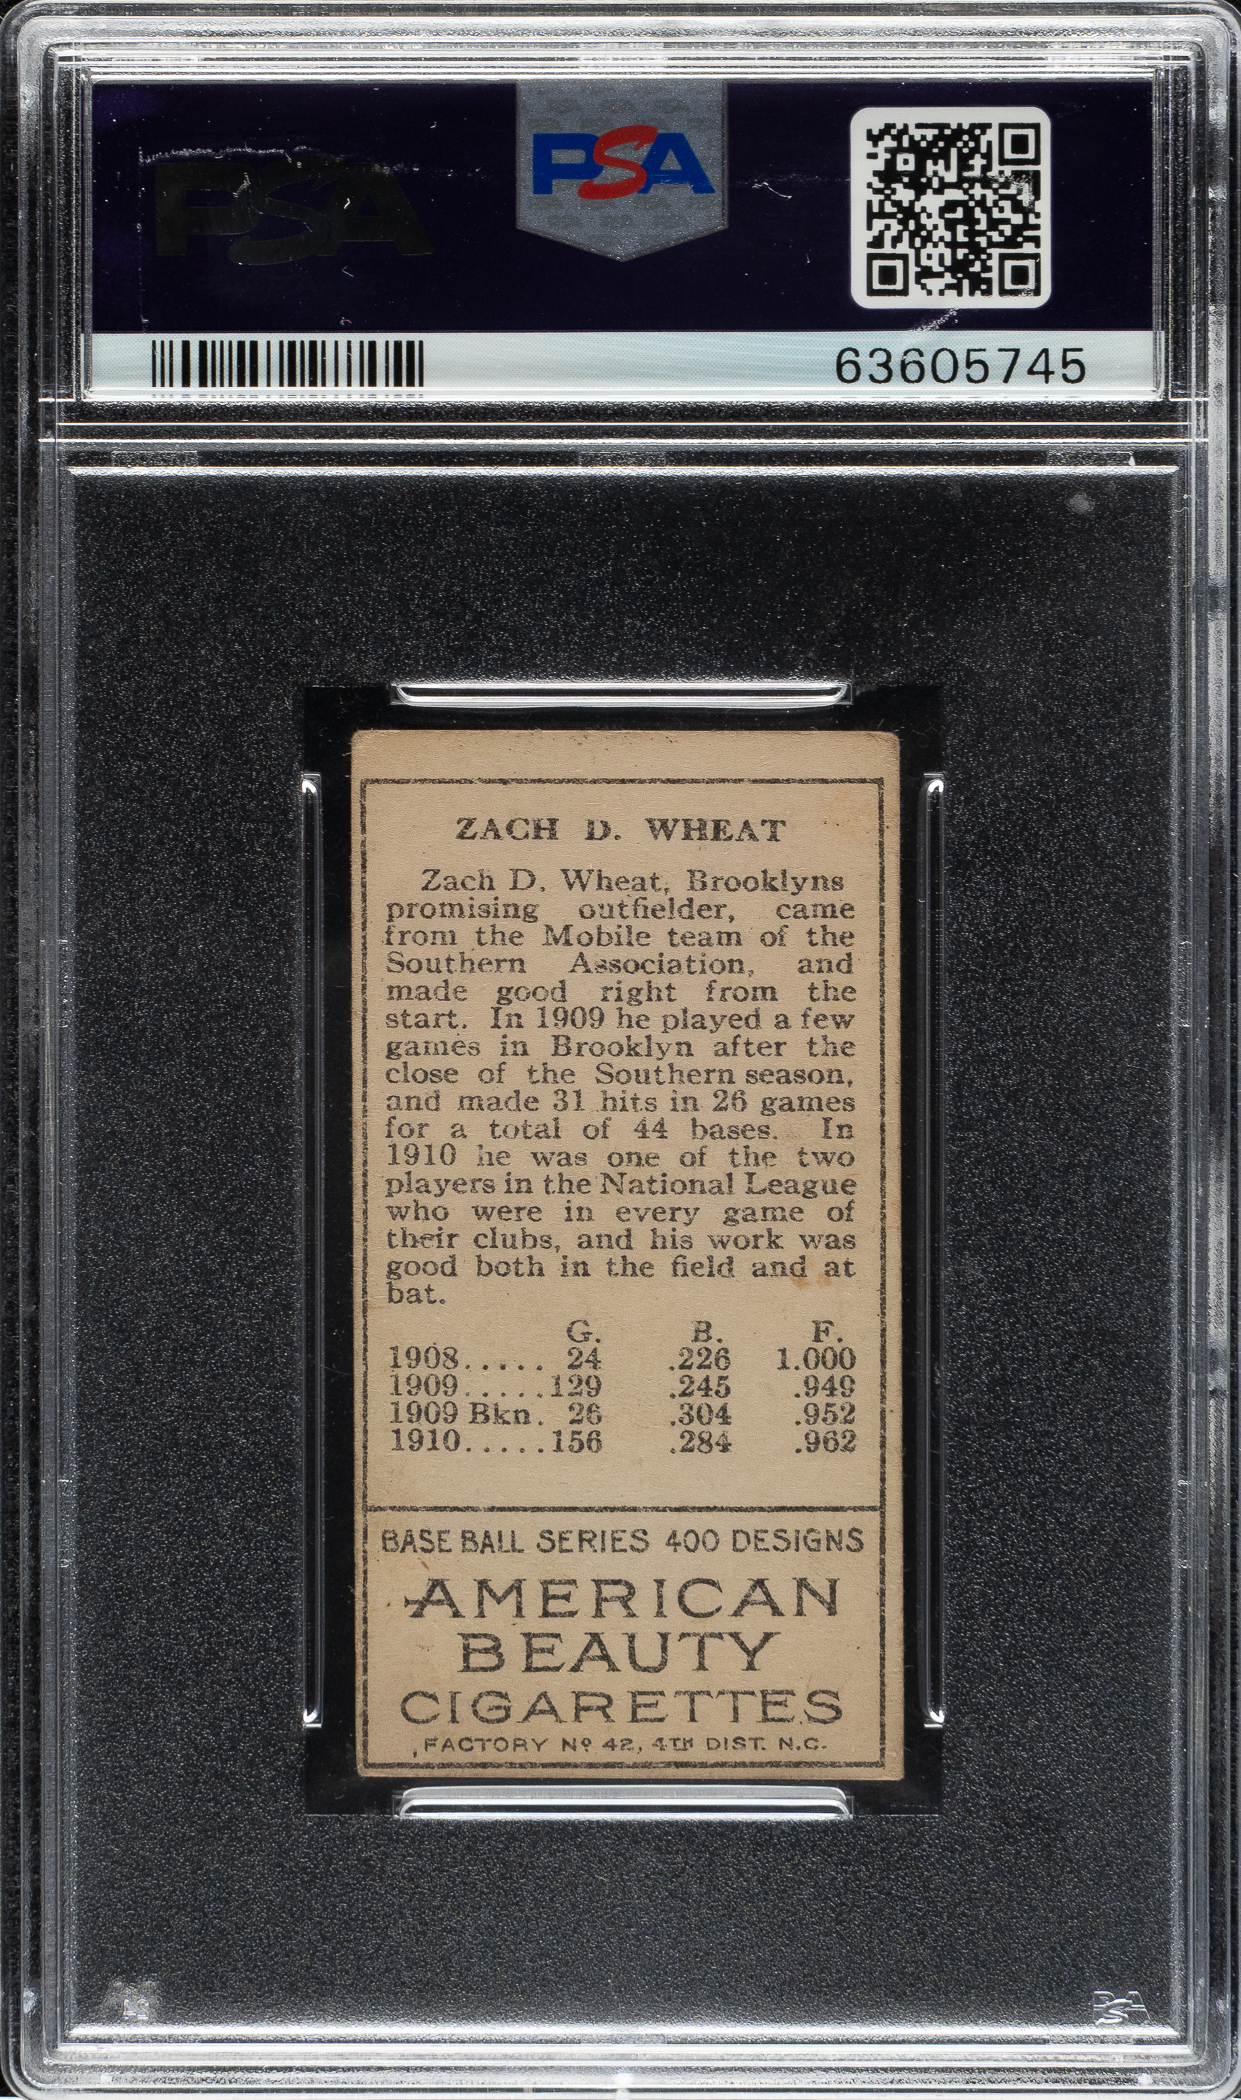 PSA
PSA
63605745
ZACH D. WHEAT
Zach D. Wheat, Brooklyns
promising outfielder, came
from the Mobile team of the
Southern Association, and
made good right from the
start. In 1909 he played a few
games in Brooklyn after the
close of the Southern season,
and made 31 hits in 26 games
for a total of 44 bases. In
1910 he was one of the two
players in the National League
who were in every game of
their clubs, and his work was
good both in the field and at
bat.
G. B. F.
1908..... 24 .226 1.000
1909.....129 .245 .949
1909 Bkn. 26 .304 .952
1910.....156 .284 .962
BASE BALL SERIES 400 DESIGNS
AMERICAN
BEAUTY
CIGARETTES
FACTORY Nº 42, 4TH DIST. N.C.
PSA